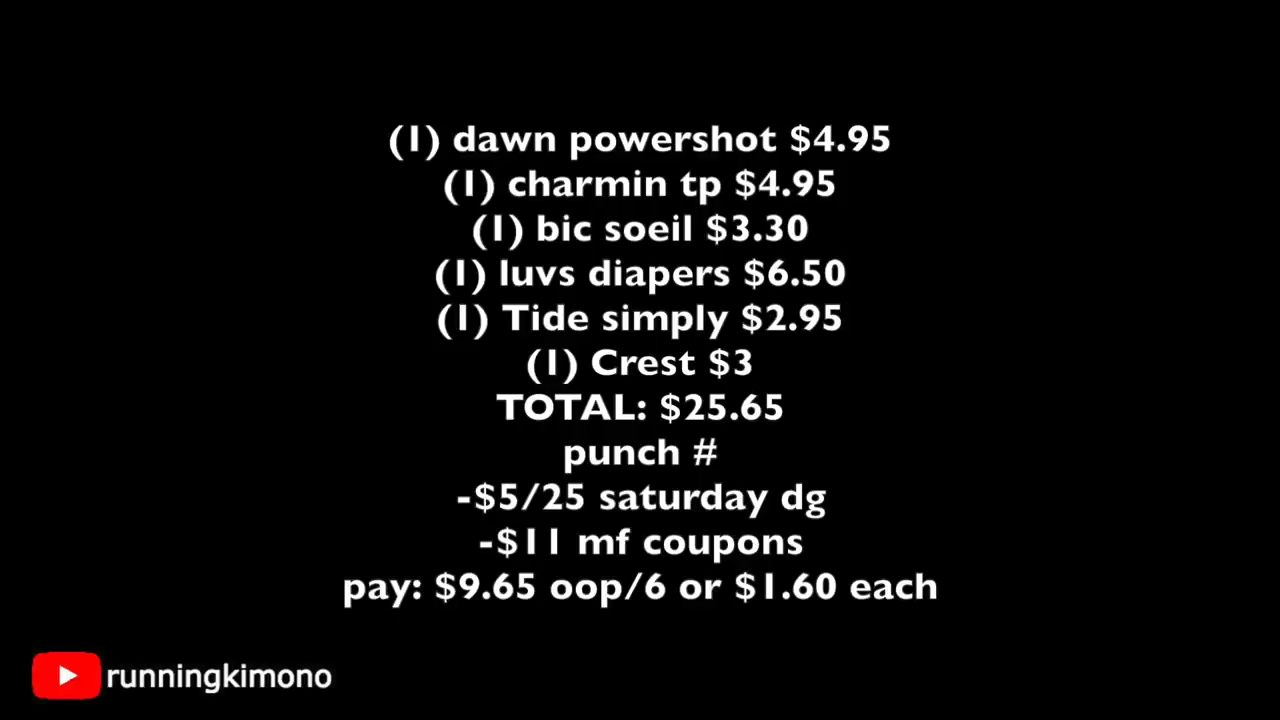 (1) dawn powershot $4.95
(1) charmin tp $4.95
(1) bic soeil $3.30
(1) luvs diapers $6.50
(1) Tide simply $2.95
(1) Crest $3
TOTAL: $25.65
punch #
-$5/25 saturday dg
-$11 mf coupons
pay: $9.65 oop/6 or $1.60 each
runningkimono